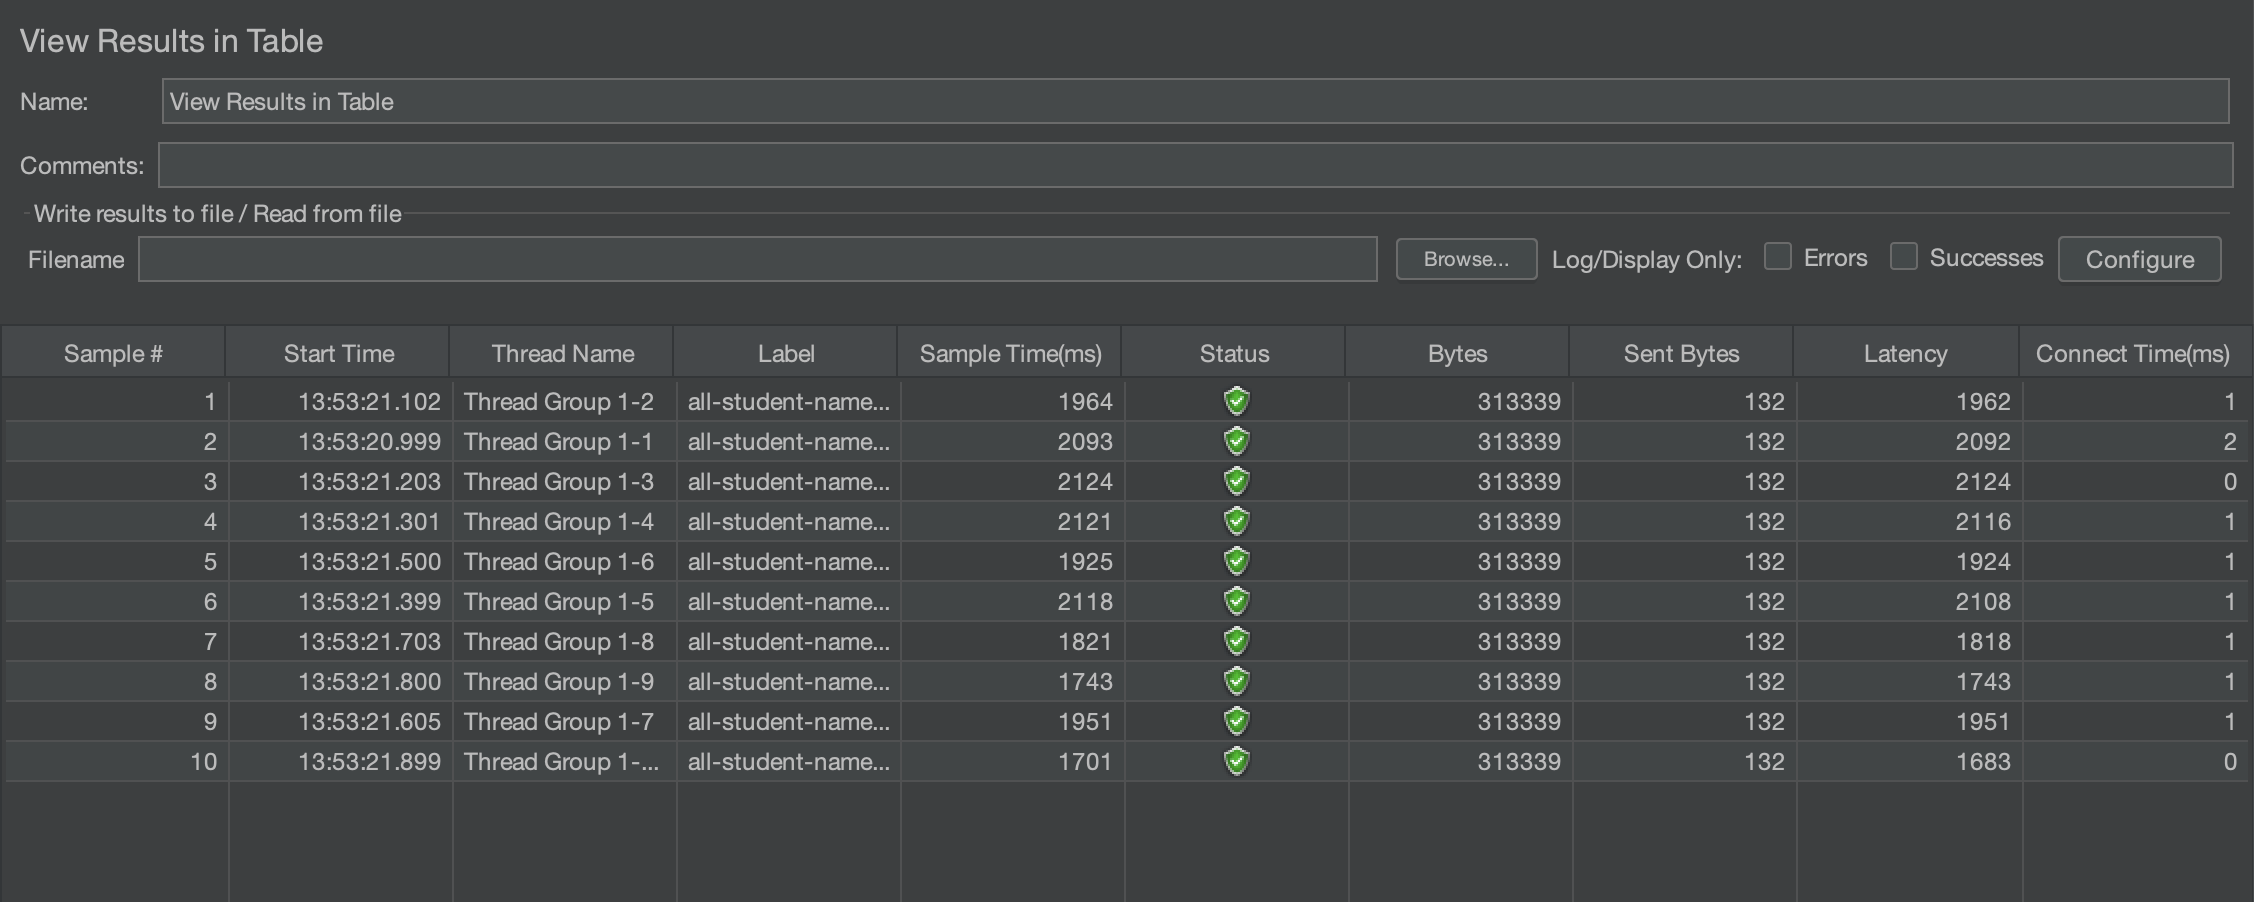 View Results in Table
Name: View Results in Table
Comments:
Write results to file / Read from file
Filename Browse... Log/Display Only: Errors Successes Configure
Sample # Start Time Thread Name Label Sample Time(ms) Status Bytes Sent Bytes Latency Connect Time(ms)
1 13:53:21.102 Thread Group 1-2 all-student-name... 1964 313339 132 1962 1
2 13:53:20.999 Thread Group 1-1 all-student-name... 2093 313339 132 2092 2
3 13:53:21.203 Thread Group 1-3 all-student-name... 2124 313339 132 2124 0
4 13:53:21.301 Thread Group 1-4 all-student-name... 2121 313339 132 2116 1
5 13:53:21.500 Thread Group 1-6 all-student-name... 1925 313339 132 1924 1
6 13:53:21.399 Thread Group 1-5 all-student-name... 2118 313339 132 2108 1
7 13:53:21.703 Thread Group 1-8 all-student-name... 1821 313339 132 1818 1
8 13:53:21.800 Thread Group 1-9 all-student-name... 1743 313339 132 1743 1
9 13:53:21.605 Thread Group 1-7 all-student-name... 1951 313339 132 1951 1
10 13:53:21.899 Thread Group 1-... all-student-name... 1701 313339 132 1683 0